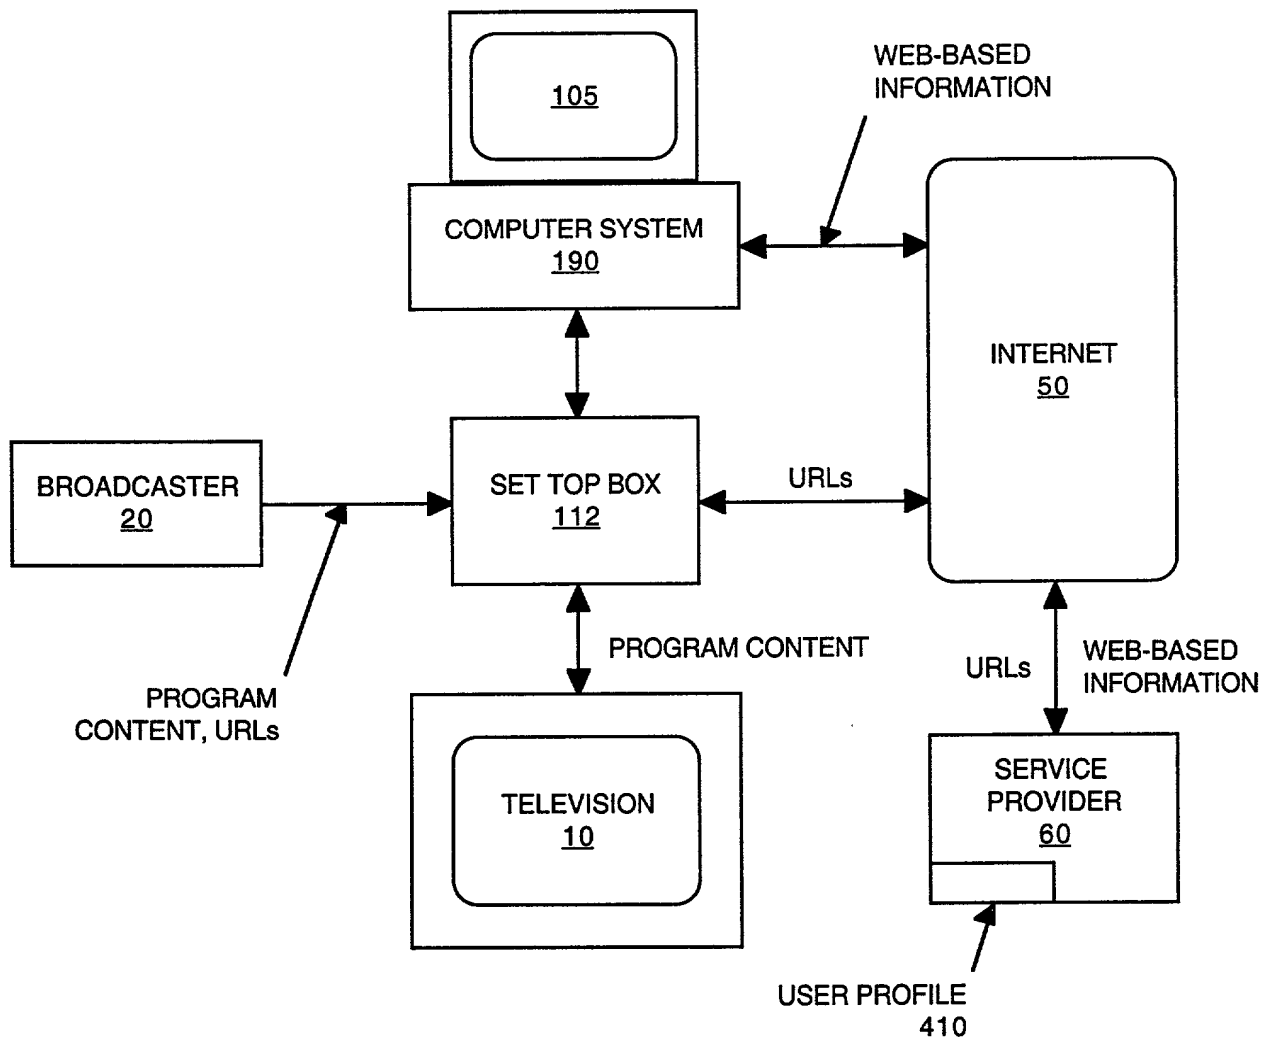 105
WEB-BASED
INFORMATION
COMPUTER SYSTEM
190
INTERNET
50
BROADCASTER
20
SET TOP BOX
112
URLs
PROGRAM CONTENT
PROGRAM
CONTENT, URLs
URLs
WEB-BASED
INFORMATION
TELEVISION
10
SERVICE
PROVIDER
60
USER PROFILE
410